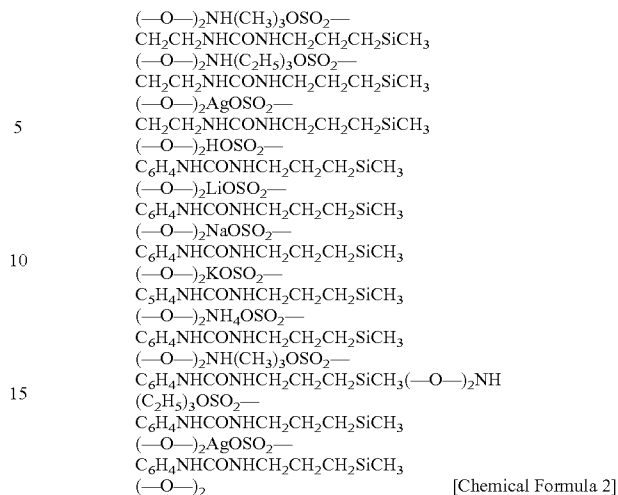 (—O—)₂NH(CH₃)₃OSO₂—
CH₂CH₂NHCONHCH₂CH₂CH₂SiCH₃
(—O—)₂NH(C₂H₅)₃OSO₂—
CH₂CH₂NHCONHCH₂CH₂CH₂SiCH₃
(—O—)₂AgOSO₂—
5 CH₂CH₂NHCONHCH₂CH₂CH₂SiCH₃
(—O—)₂HOSO₂—
C₆H₄NHCONHCH₂CH₂CH₂SiCH₃
(—O—)₂LiOSO₂—
C₆H₄NHCONHCH₂CH₂CH₂SiCH₃
(—O—)₂NaOSO₂—
10 C₆H₄NHCONHCH₂CH₂CH₂SiCH₃
(—O—)₂KOSO₂—
C₅H₄NHCONHCH₂CH₂CH₂SiCH₃
(—O—)₂NH₄OSO₂—
C₆H₄NHCONHCH₂CH₂CH₂SiCH₃
(—O—)₂NH(CH₃)₃OSO₂—
C₆H₄NHCONHCH₂CH₂CH₂SiCH₃(—O—)₂NH
15 (C₂H₅)₃OSO₂—
C₆H₄NHCONHCH₂CH₂CH₂SiCH₃
(—O—)₂AgOSO₂—
C₆H₄NHCONHCH₂CH₂CH₂SiCH₃
(—O—)₂ [Chemical Formula 2]